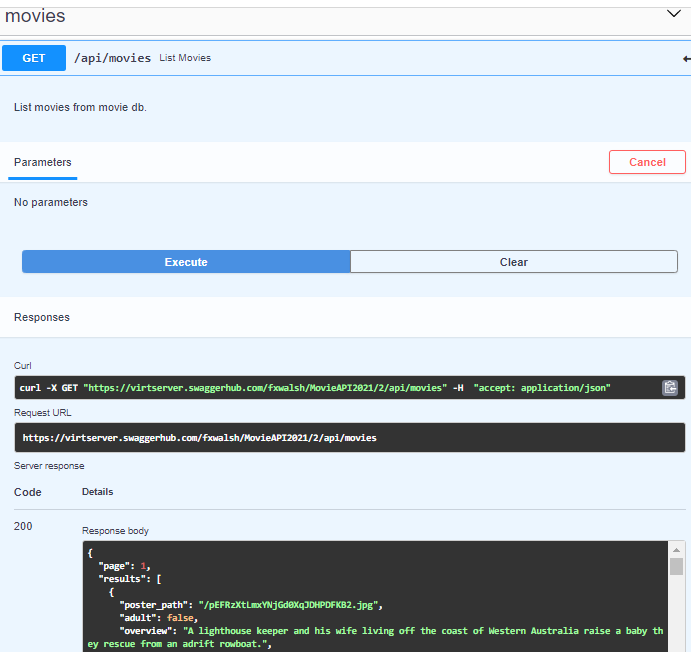 movies
GET /api/movies List Movies
List movies from movie db.
Parameters Cancel
No parameters
Execute Clear
Responses
Curl
curl -X GET "https://virtserver.swaggerhub.com/fxwalsh/MovieAPI2021/2/api/movies" -H  "accept: application/json"
Request URL
https://virtserver.swaggerhub.com/fxwalsh/MovieAPI2021/2/api/movies
Server response
Code Details
200
Response body
{
"page": 1,
"results": [
{
"poster_path": "/pEFRzXtLmxYNjGd0XqJDHPDFKB2.jpg",
"adult": false,
"overview": "A lighthouse keeper and his wife living off the coast of Western Australia raise a baby th
ey rescue from an adrift rowboat.",